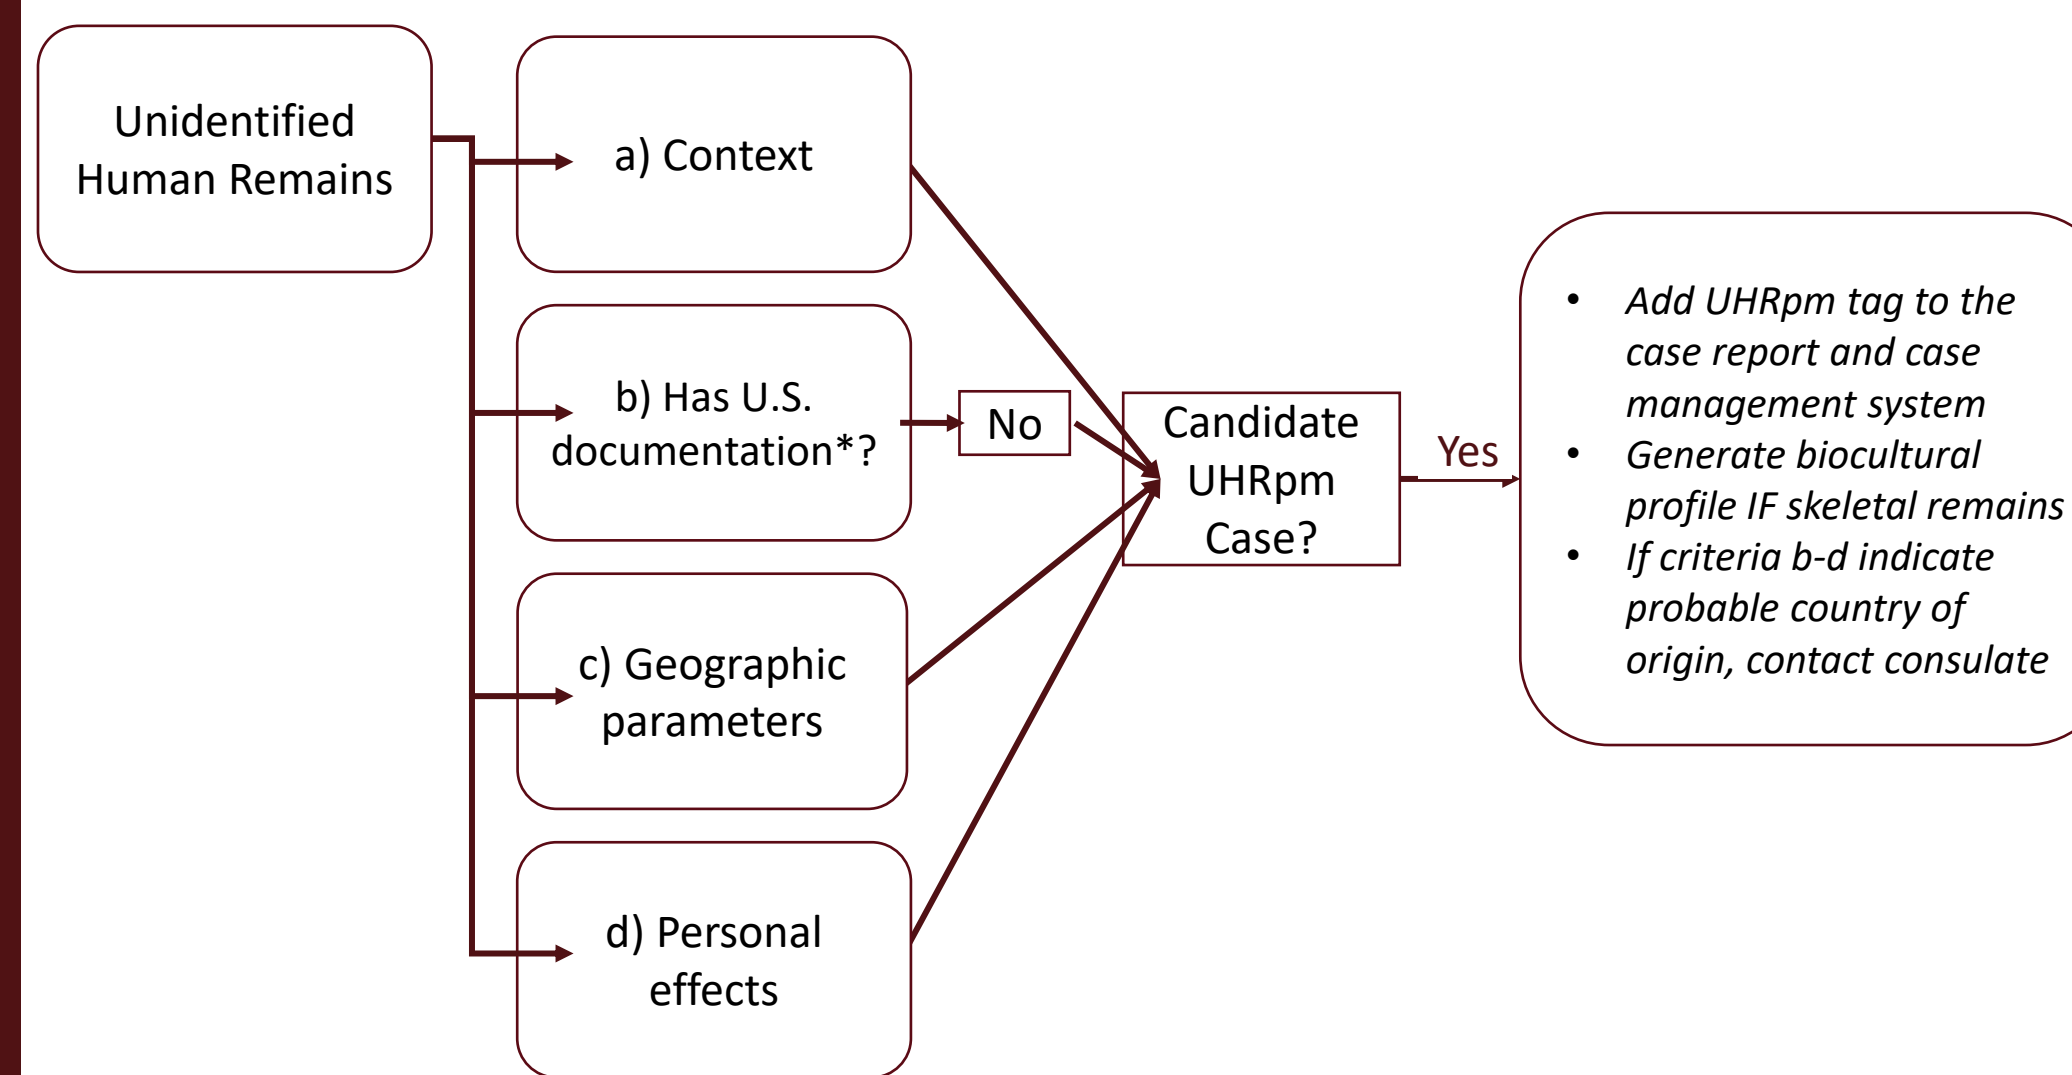 Unidentified
Human Remains
a) Context
b) Has U.S.
documentation*?
No
c) Geographic
parameters
d) Personal
effects
Candidate
UHRpm
Case?
Yes
• Add UHRpm tag to the
case report and case
management system
• Generate biocultural
profile IF skeletal remains
• If criteria b-d indicate
probable country of
origin, contact consulate